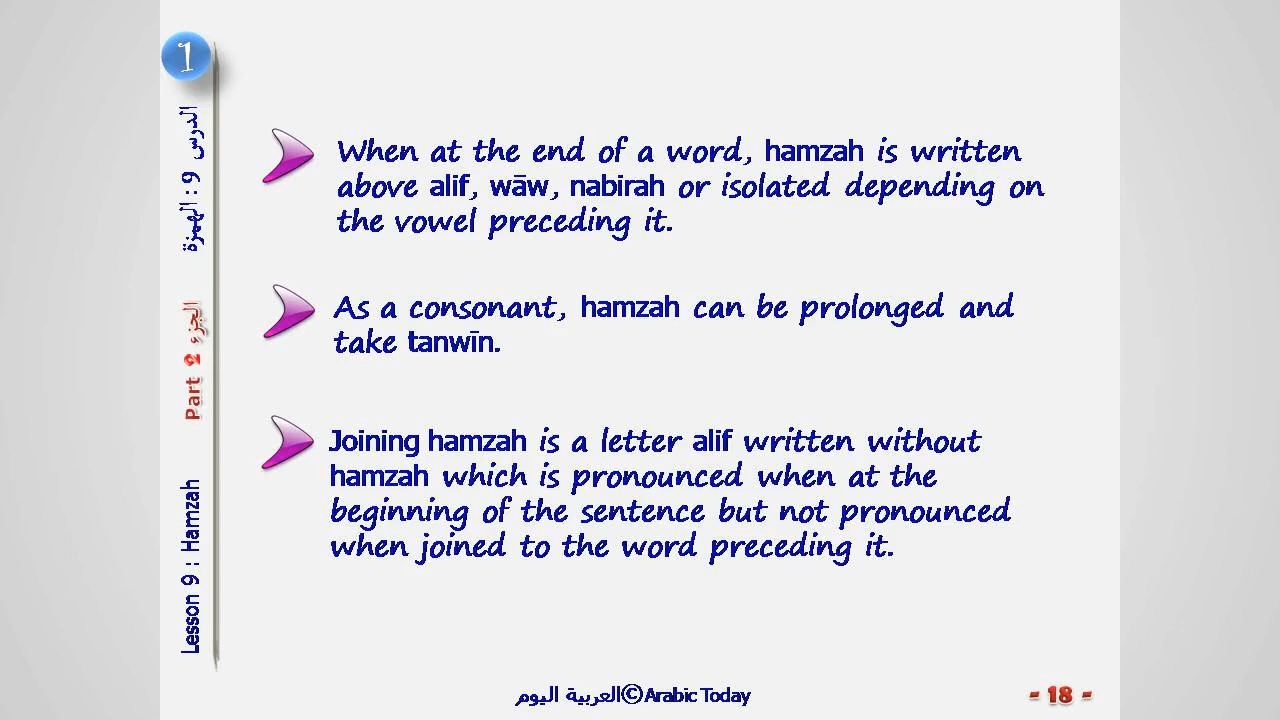 1
الدرس 9 : الهمزة
الجزء Part 2
Lesson 9 : Hamzah
When at the end of a word, hamzah is written
above alif, wāw, nabirah or isolated depending on
the vowel preceding it.
As a consonant, hamzah can be prolonged and
take tanwīn.
Joining hamzah is a letter alif written without
hamzah which is pronounced when at the
beginning of the sentence but not pronounced
when joined to the word preceding it.
العربية اليوم©Arabic Today
- 18 -